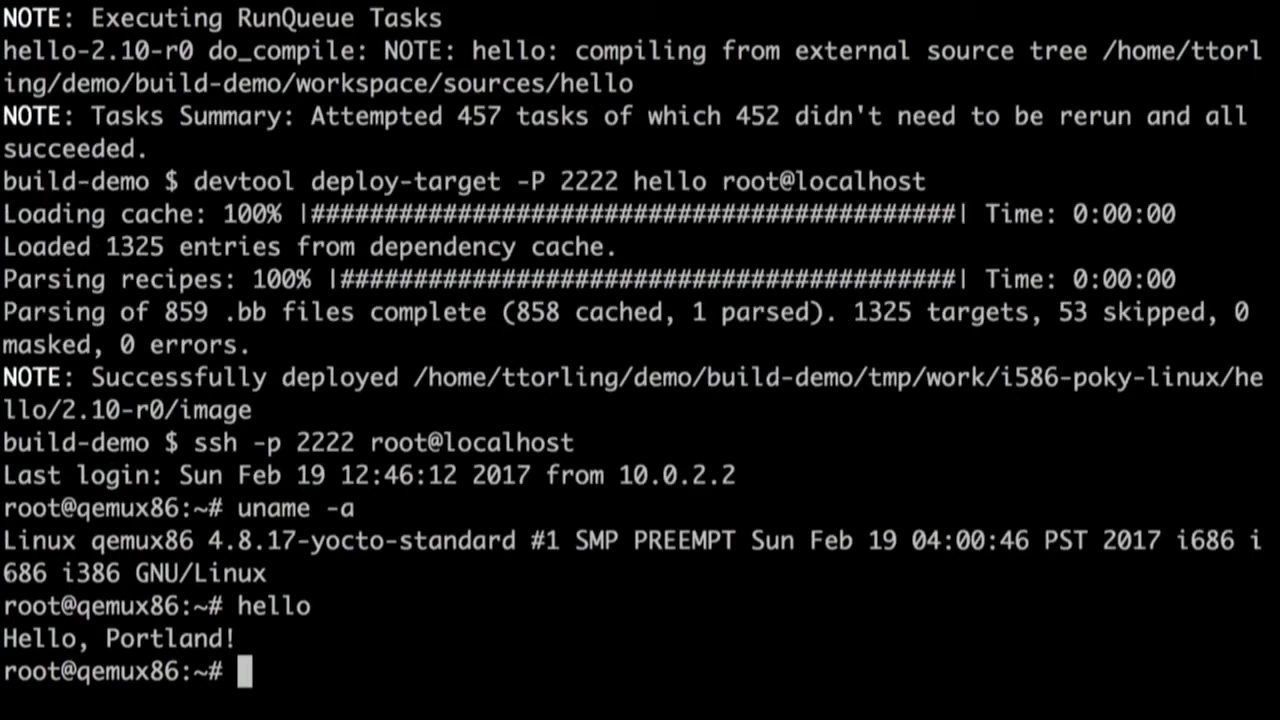 NOTE: Executing RunQueue Tasks
hello-2.10-r0 do_compile: NOTE: hello: compiling from external source tree /home/ttorl
ing/demo/build-demo/workspace/sources/hello
NOTE: Tasks Summary: Attempted 457 tasks of which 452 didn't need to be rerun and all
succeeded.
build-demo $ devtool deploy-target -P 2222 hello root@localhost
Loading cache: 100% |############################################| Time: 0:00:00
Loaded 1325 entries from dependency cache.
Parsing recipes: 100% |##########################################| Time: 0:00:00
Parsing of 859 .bb files complete (858 cached, 1 parsed). 1325 targets, 53 skipped, 0
masked, 0 errors.
NOTE: Successfully deployed /home/ttorling/demo/build-demo/tmp/work/i586-poky-linux/he
llo/2.10-r0/image
build-demo $ ssh -p 2222 root@localhost
Last login: Sun Feb 19 12:46:12 2017 from 10.0.2.2
root@qemux86:~# uname -a
Linux qemux86 4.8.17-yocto-standard #1 SMP PREEMPT Sun Feb 19 04:00:46 PST 2017 i686 i
686 i386 GNU/Linux
root@qemux86:~# hello
Hello, Portland!
root@qemux86:~#